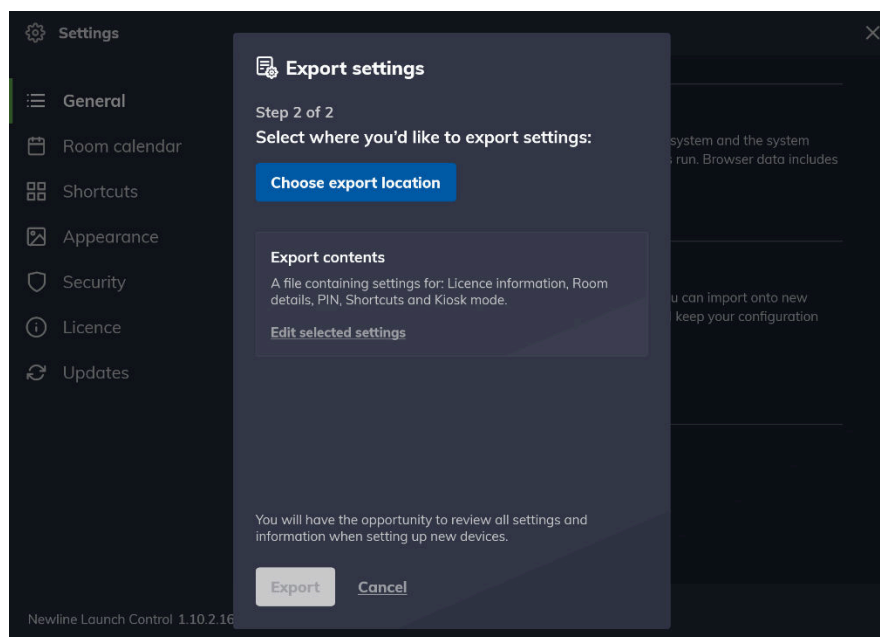 Settings
General
Room calendar
Shortcuts
Appearance
Security
Licence
Updates
Newline Launch Control 1.10.2.16
Export settings
Step 2 of 2
Select where you'd like to export settings:
Choose export location
Export contents
A file containing settings for: Licence information, Room
details, PIN, Shortcuts and Kiosk mode.
Edit selected settings
You will have the opportunity to review all settings and
information when setting up new devices.
Export
Cancel
system and the system
run. Browser data includes
u can import onto new
keep your configuration